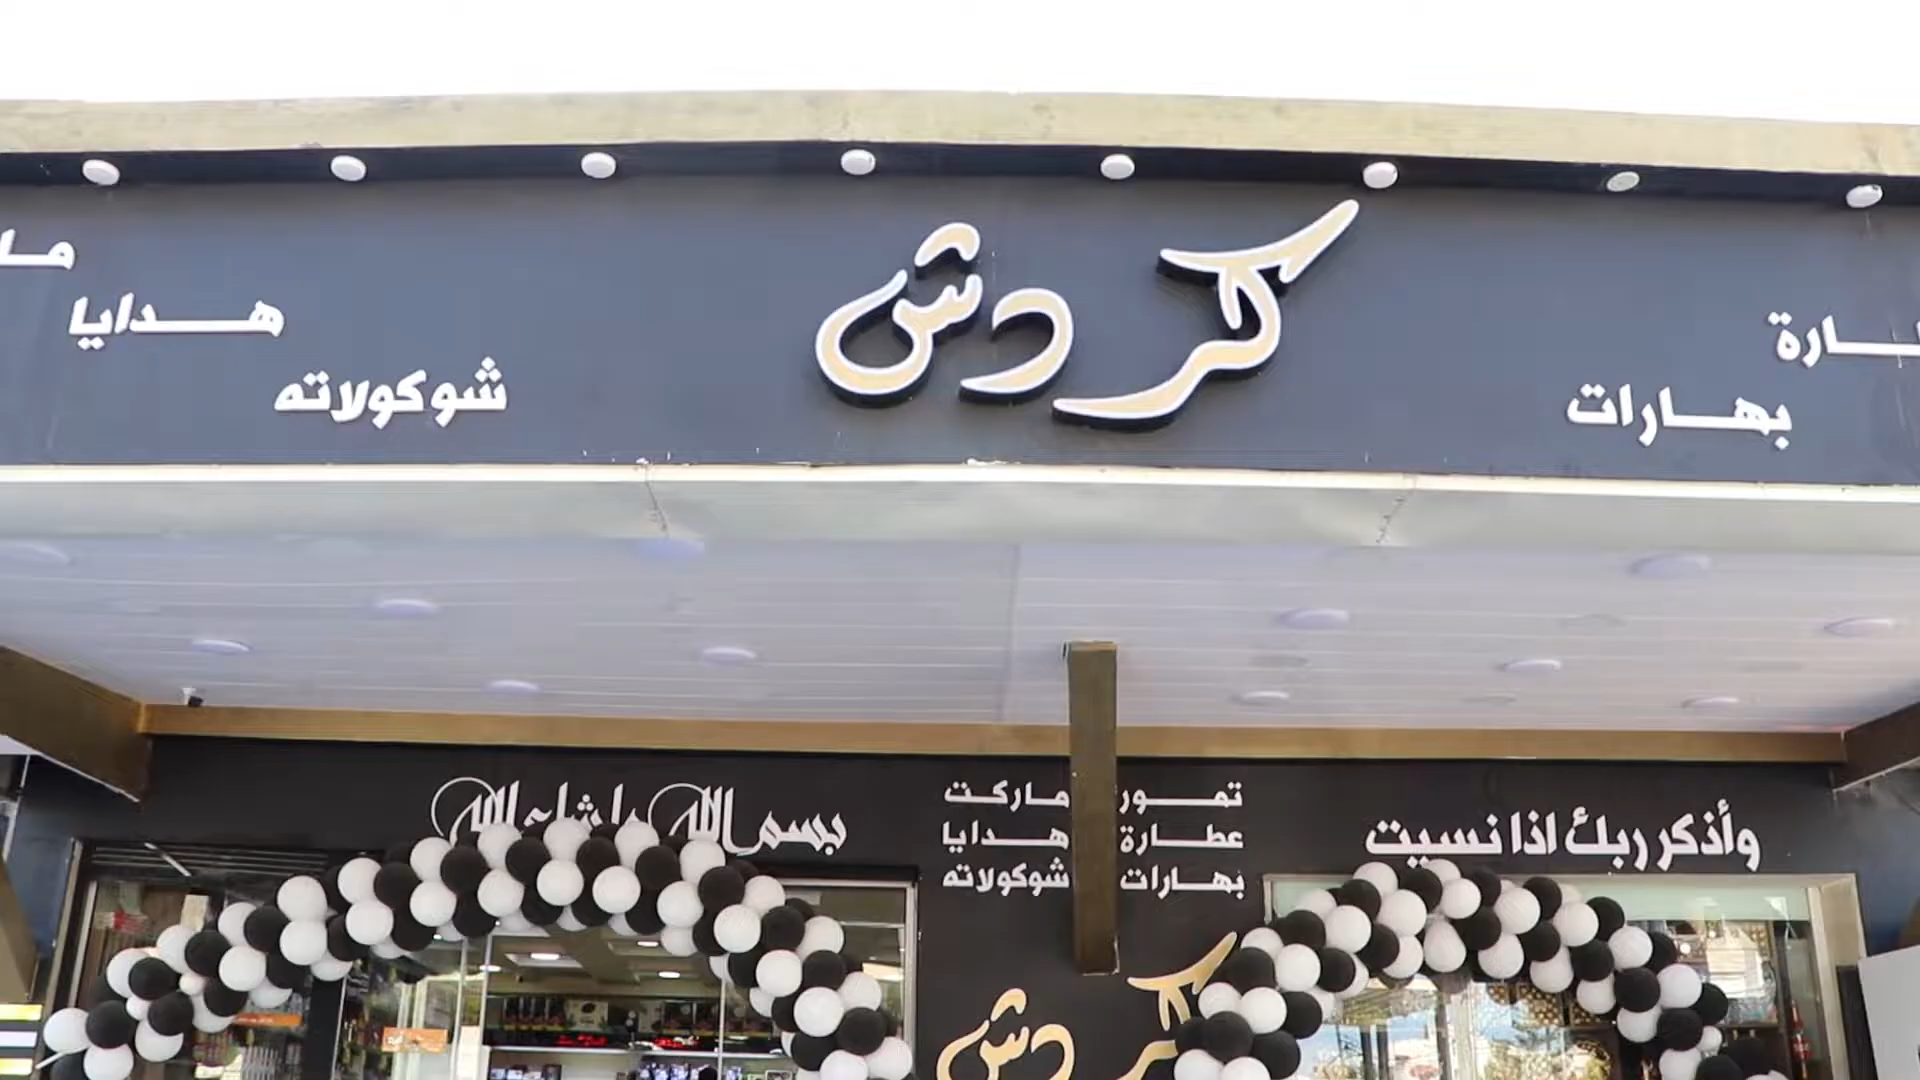 كردش
بهارات
هدايا
شوكولاته
بسم الله ما شاء الله
تمور ماركت
عطارة هدايا
بهارات شوكولاته
وأذكر ربك اذا نسيت
كردش